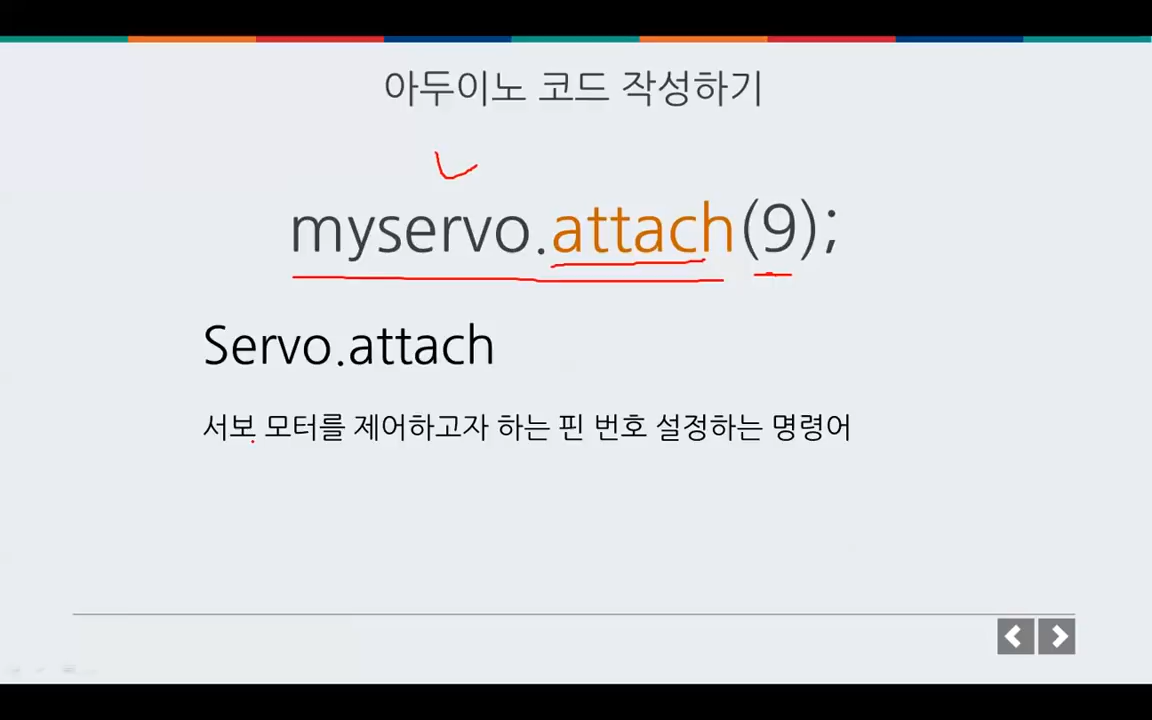 아두이노 코드 작성하기
myservo.attach(9);
Servo.attach
서보 모터를 제어하고자 하는 핀 번호 설정하는 명령어